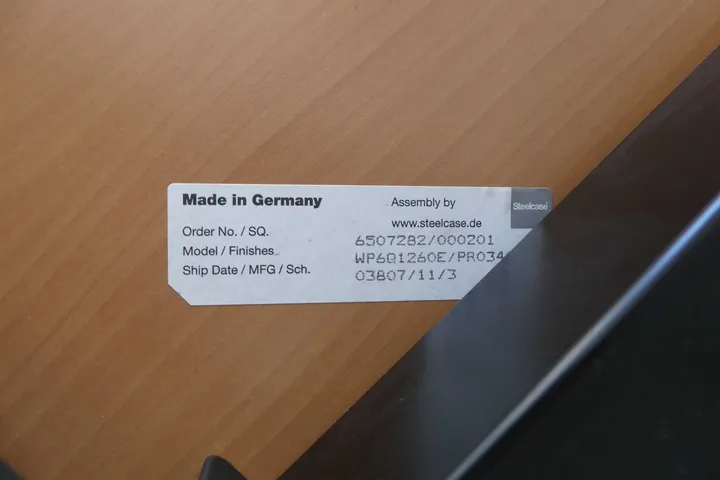 Made in Germany
Assembly by
Steelcase
www.steelcase.de
Order No. / SQ. 6507282/000201
Model / Finishes WP6Q1260E/PR034
Ship Date / MFG / Sch. 03807/11/3